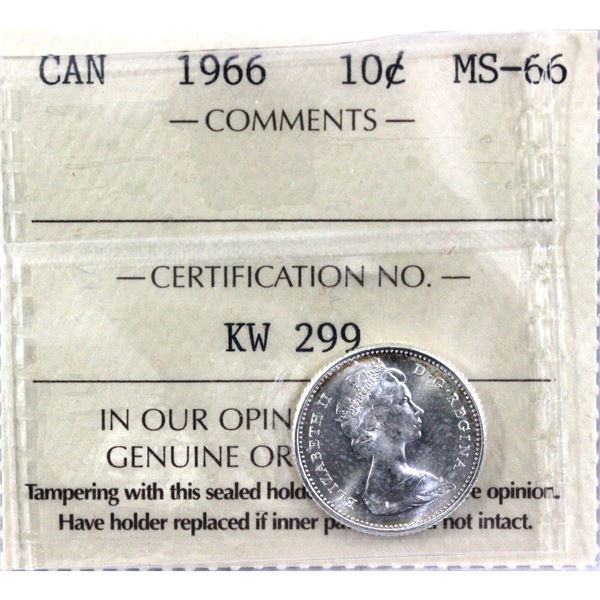 CAN 1966 10¢ MS-66
— COMMENTS —
— CERTIFICATION NO. —
KW 299
IN OUR OPIN
GENUINE OR
Tampering with this sealed hold e opinion.
Have holder replaced if inner p not intact.
ELIZABETH II D·G·REGINA